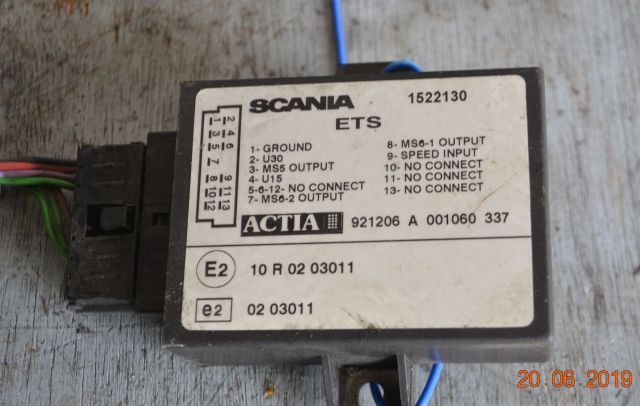 SCANIA 1522130
ETS
2 4 6 9 11 13
1 3 5 7 8 10 12
1- GROUND
2- U30
3- MS5 OUTPUT
4- U15
5-6-12- NO CONNECT
7- MS6-2 OUTPUT
8- MS6-1 OUTPUT
9- SPEED INPUT
10- NO CONNECT
11- NO CONNECT
13- NO CONNECT
ACTIA 921206 A 001060 337
E2 10 R 02 03011
e2 02 03011
20 06 2019